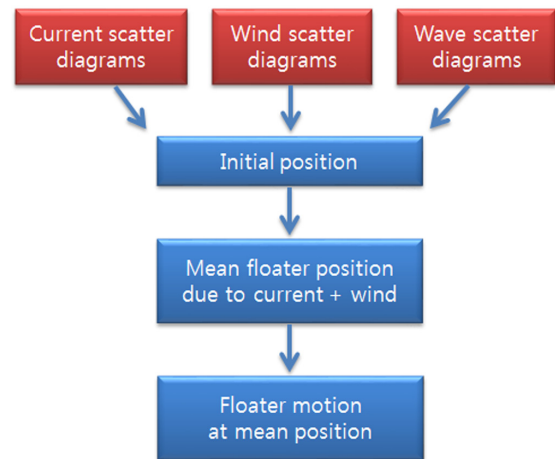 Current scatter
diagrams
Wind scatter
diagrams
Wave scatter
diagrams
Initial position
Mean floater position
due to current + wind
Floater motion
at mean position